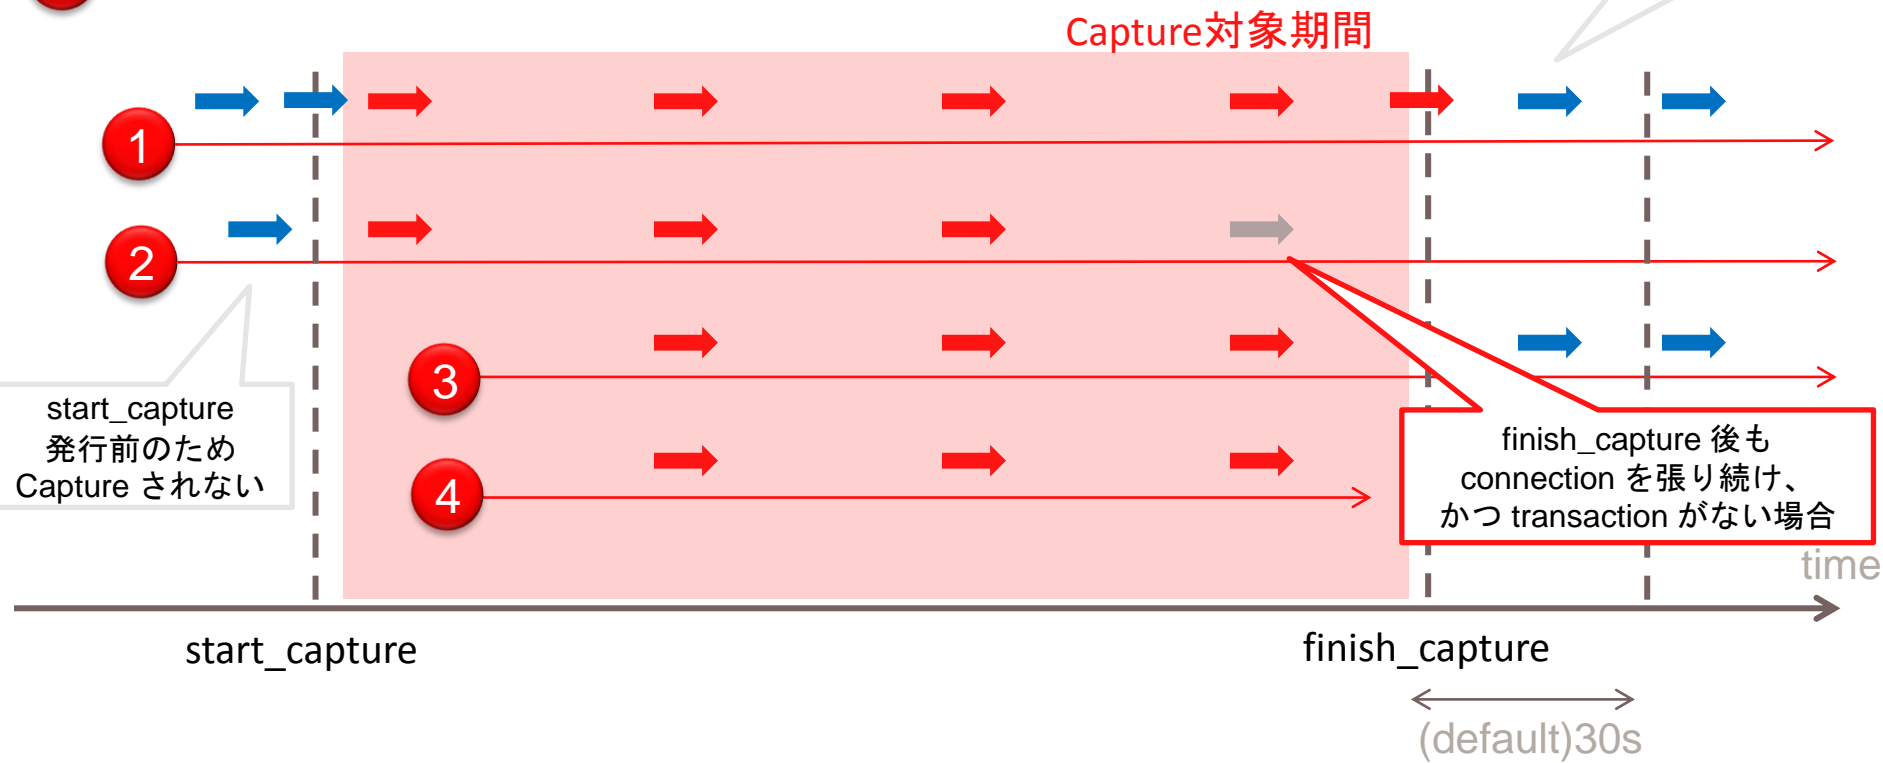 Capture対象期間
1
2
3
4
start_capture
発行前のため
Capture されない
finish_capture 後も
connection を張り続け、
かつ transaction がない場合
time
start_capture
finish_capture
(default)30s